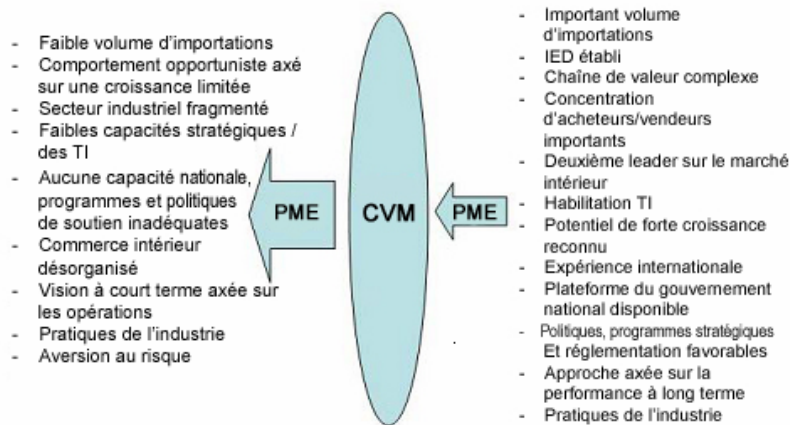 - Faible volume d'importations
- Comportement opportuniste axé
sur une croissance limitée
- Secteur industriel fragmenté
- Faibles capacités stratégiques /
des TI
- Aucune capacité nationale,
programmes et politiques
de soutien inadéquates
- Commerce intérieur
désorganisé
- Vision à court terme axée sur
les opérations
- Pratiques de l'industrie
- Aversion au risque
PME
CVM
PME
- Important volume
d'importations
- IED établi
- Chaîne de valeur complexe
- Concentration
d'acheteurs/vendeurs
importants
- Deuxième leader sur le marché
intérieur
- Habilitation TI
- Potentiel de forte croissance
reconnu
- Expérience internationale
- Plateforme du gouvernement
national disponible
- Politiques, programmes stratégiques
Et réglementation favorables
- Approche axée sur la
performance à long terme
- Pratiques de l'industrie